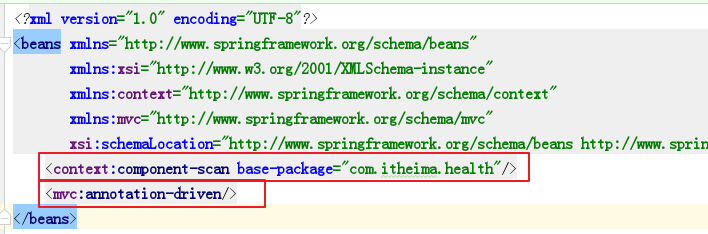 <?xml version="1.0" encoding="UTF-8"?>
<beans xmlns="http://www.springframework.org/schema/beans"
xmlns:xsi="http://www.w3.org/2001/XMLSchema-instance"
xmlns:context="http://www.springframework.org/schema/context"
xmlns:mvc="http://www.springframework.org/schema/mvc"
xsi:schemaLocation="http://www.springframework.org/schema/beans http://www.spring
<context:component-scan base-package="com.itheima.health"/>
<mvc:annotation-driven/>
</beans>